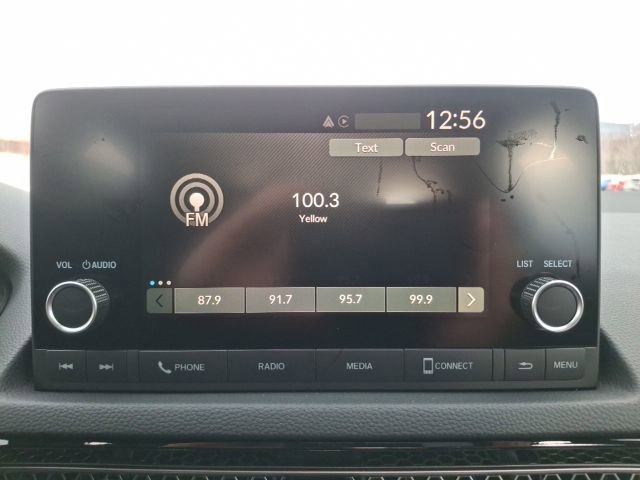 12:56
Text Scan
100.3
Yellow
FM
VOL AUDIO
LIST SELECT
87.9 91.7 95.7 99.9
PHONE RADIO MEDIA CONNECT MENU